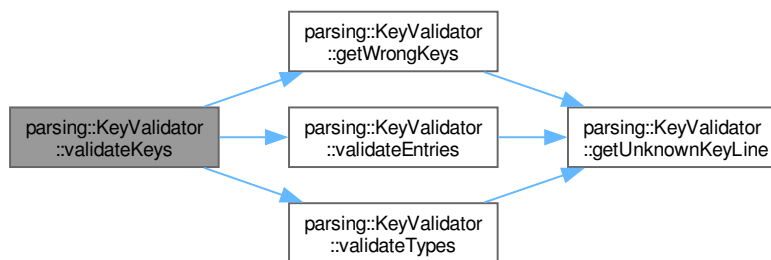 parsing::KeyValidator
::getWrongKeys
parsing::KeyValidator
::validateKeys
parsing::KeyValidator
::validateEntries
parsing::KeyValidator
::getUnknownKeyLine
parsing::KeyValidator
::validateTypes